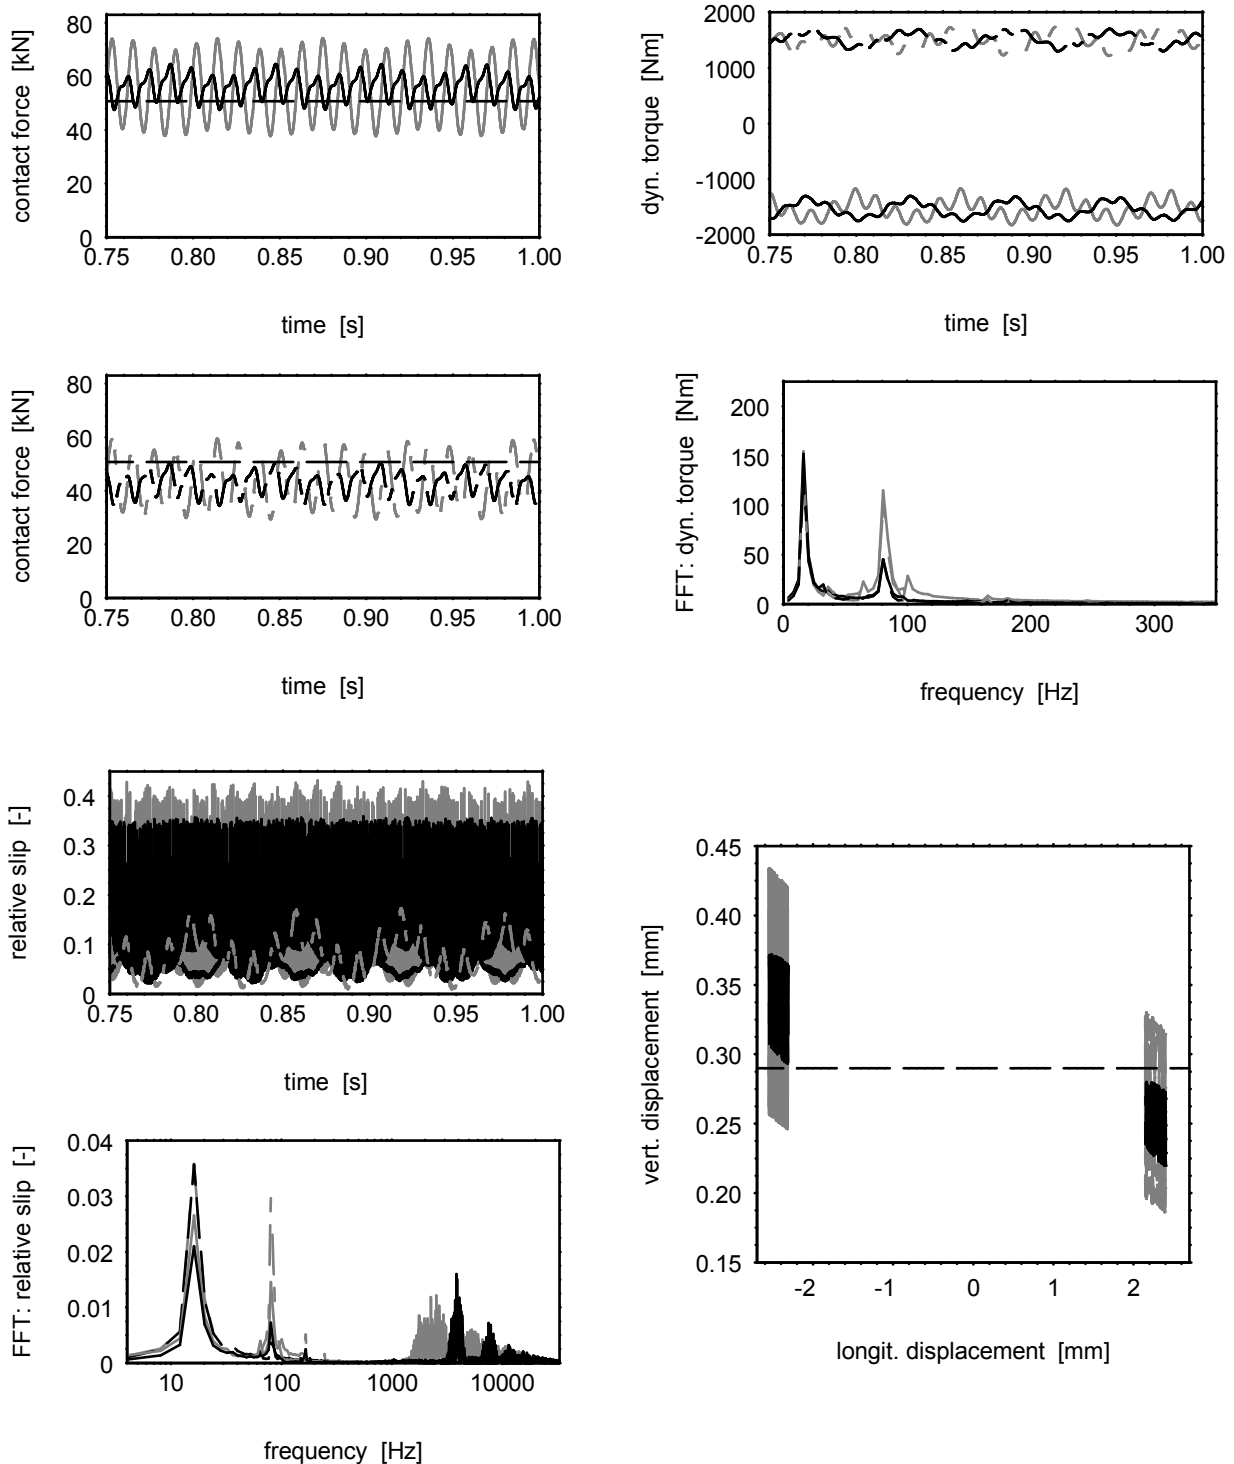 contact force [kN]
80
60
40
20
0
0.75 0.80 0.85 0.90 0.95 1.00
time [s]
dyn. torque [Nm]
2000
1000
0
-1000
-2000
0.75 0.80 0.85 0.90 0.95 1.00
time [s]
contact force [kN]
80
60
40
20
0
0.75 0.80 0.85 0.90 0.95 1.00
time [s]
FFT: dyn. torque [Nm]
200
150
100
50
0
0 100 200 300
frequency [Hz]
relative slip [-]
0.4
0.3
0.2
0.1
0
0.75 0.80 0.85 0.90 0.95 1.00
time [s]
vert. displacement [mm]
0.45
0.40
0.35
0.30
0.25
0.20
0.15
-2 -1 0 1 2
longit. displacement [mm]
FFT: relative slip [-]
0.04
0.03
0.02
0.01
0
10 100 1000 10000
frequency [Hz]